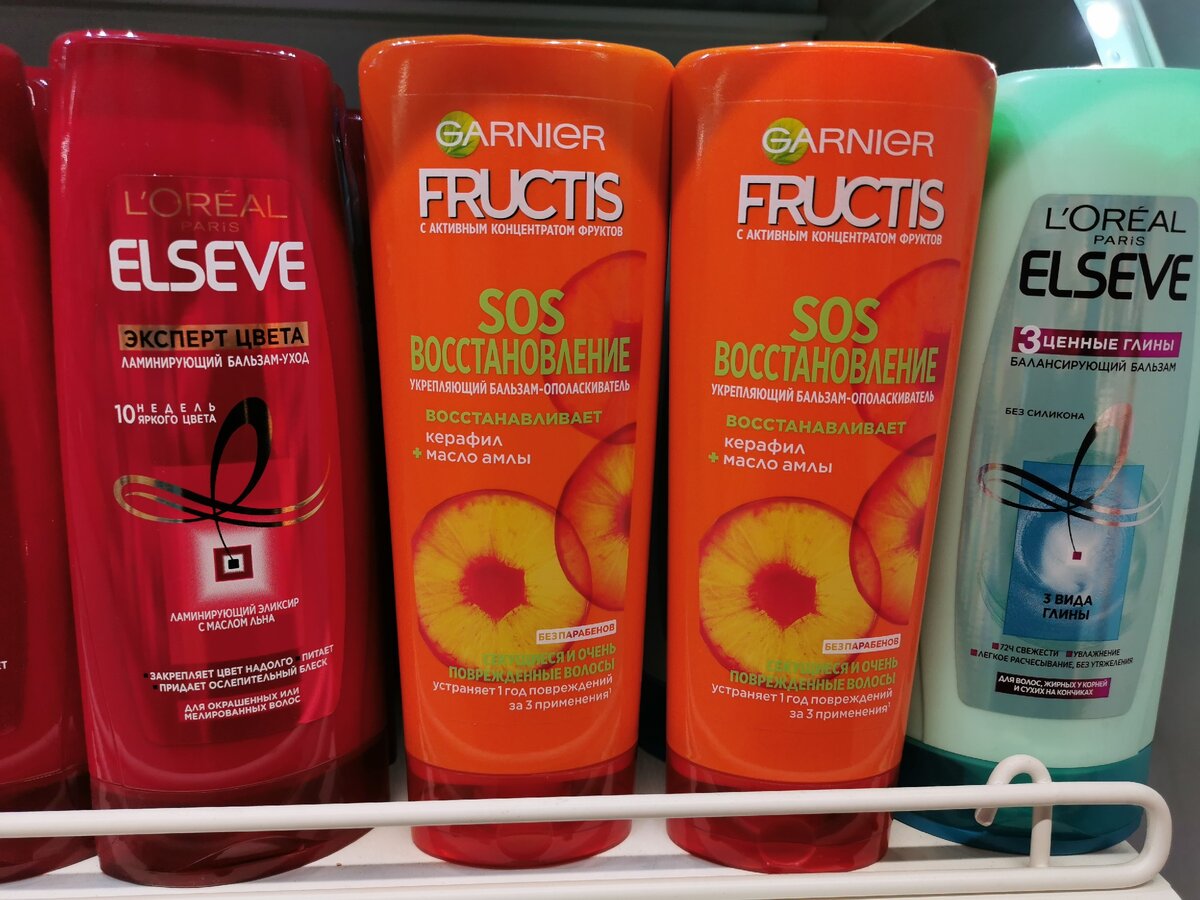 L'ORÉAL
PARIS
ELSEVE
ЭКСПЕРТ ЦВЕТА
ЛАМИНИРУЮЩИЙ БАЛЬЗАМ-УХОД
10 НЕДЕЛЬ
ЯРКОГО ЦВЕТА
ЛАМИНИРУЮЩИЙ ЭЛИКСИР
С МАСЛОМ ЛЬНА
ЗАКРЕПЛЯЕТ ЦВЕТ НАДОЛГО ПИТАЕТ
ПРИДАЕТ ОСЛЕПИТЕЛЬНЫЙ БЛЕСК
ДЛЯ ОКРАШЕННЫХ ИЛИ
МЕЛИРОВАННЫХ ВОЛОС
GARNIER
FRUCTIS
С АКТИВНЫМ КОНЦЕНТРАТОМ ФРУКТОВ
SOS
ВОССТАНОВЛЕНИЕ
УКРЕПЛЯЮЩИЙ БАЛЬЗАМ-ОПОЛАСКИВАТЕЛЬ
ВОССТАНАВЛИВАЕТ
керафил
+ масло амлы
БЕЗ ПАРАБЕНОВ
СЕКУЩИЕСЯ И ОЧЕНЬ
ПОВРЕЖДЕННЫЕ ВОЛОСЫ
устраняет 1 год повреждений
за 3 применения¹
GARNIER
FRUCTIS
С АКТИВНЫМ КОНЦЕНТРАТОМ ФРУКТОВ
SOS
ВОССТАНОВЛЕНИЕ
УКРЕПЛЯЮЩИЙ БАЛЬЗАМ-ОПОЛАСКИВАТЕЛЬ
ВОССТАНАВЛИВАЕТ
керафил
+ масло амлы
БЕЗ ПАРАБЕНОВ
СЕКУЩИЕСЯ И ОЧЕНЬ
ПОВРЕЖДЕННЫЕ ВОЛОСЫ
устраняет 1 год повреждений
за 3 применения¹
L'ORÉAL
PARIS
ELSEVE
3 ЦЕННЫЕ ГЛИНЫ
БАЛАНСИРУЮЩИЙ БАЛЬЗАМ
БЕЗ СИЛИКОНА
3 ВИДА
ГЛИНЫ
72Ч СВЕЖЕСТИ УВЛАЖНЕНИЕ
ЛЕГКОЕ РАСЧЕСЫВАНИЕ, БЕЗ УТЯЖЕЛЕНИЯ
ДЛЯ ВОЛОС, ЖИРНЫХ У КОРНЕЙ
И СУХИХ НА КОНЧИКАХ